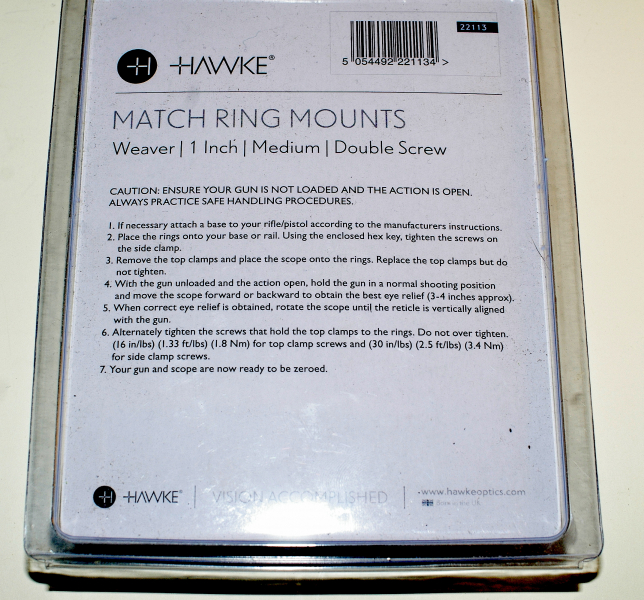 22113
5 054492 221134 >
HAWKE®
MATCH RING MOUNTS
Weaver | 1 Inch | Medium | Double Screw
CAUTION: ENSURE YOUR GUN IS NOT LOADED AND THE ACTION IS OPEN.
ALWAYS PRACTICE SAFE HANDLING PROCEDURES.
1. If necessary attach a base to your rifle/pistol according to the manufacturers instructions.
2. Place the rings onto your base or rail. Using the enclosed hex key, tighten the screws on
the side clamp.
3. Remove the top clamps and place the scope onto the rings. Replace the top clamps but do
not tighten.
4. With the gun unloaded and the action open, hold the gun in a normal shooting position
and move the scope forward or backward to obtain the best eye relief (3-4 inches approx).
5. When correct eye relief is obtained, rotate the scope until the reticle is vertically aligned
with the gun.
6. Alternately tighten the screws that hold the top clamps to the rings. Do not over tighten.
(16 in/lbs) (1.33 ft/lbs) (1.8 Nm) for top clamp screws and (30 in/lbs) (2.5 ft/lbs) (3.4 Nm)
for side clamp screws.
7. Your gun and scope are now ready to be zeroed.
HAWKE® | VISION ACCOMPLISHED | www.hawkeoptics.com